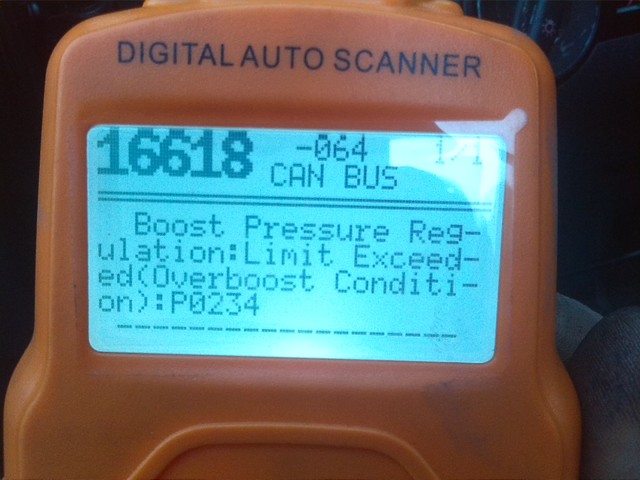 DIGITAL AUTO SCANNER
16618 -064 1/1
CAN BUS
Boost Pressure Reg-
ulation:Limit Exceed-
ed(Overboost Conditi-
on):P0234